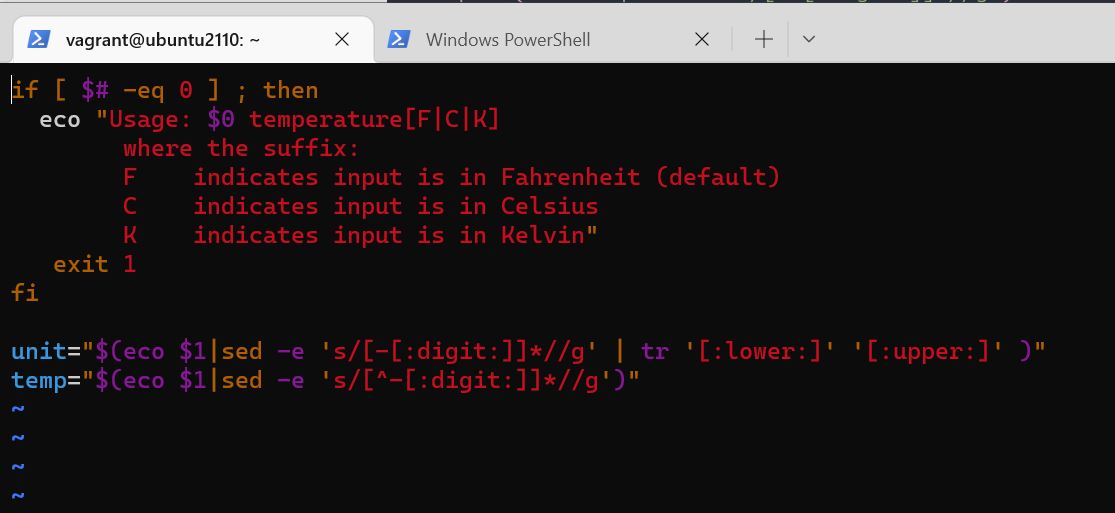 vagrant@ubuntu2110: ~ Windows PowerShell
if [ $# -eq 0 ] ; then
  eco "Usage: $0 temperature[F|C|K]
        where the suffix:
        F    indicates input is in Fahrenheit (default)
        C    indicates input is in Celsius
        K    indicates input is in Kelvin"
   exit 1
fi

unit="$(eco $1|sed -e 's/[-[:digit:]]*//g' | tr '[:lower:]' '[:upper:]' )"
temp="$(eco $1|sed -e 's/[^-[:digit:]]*//g')"
~
~
~
~